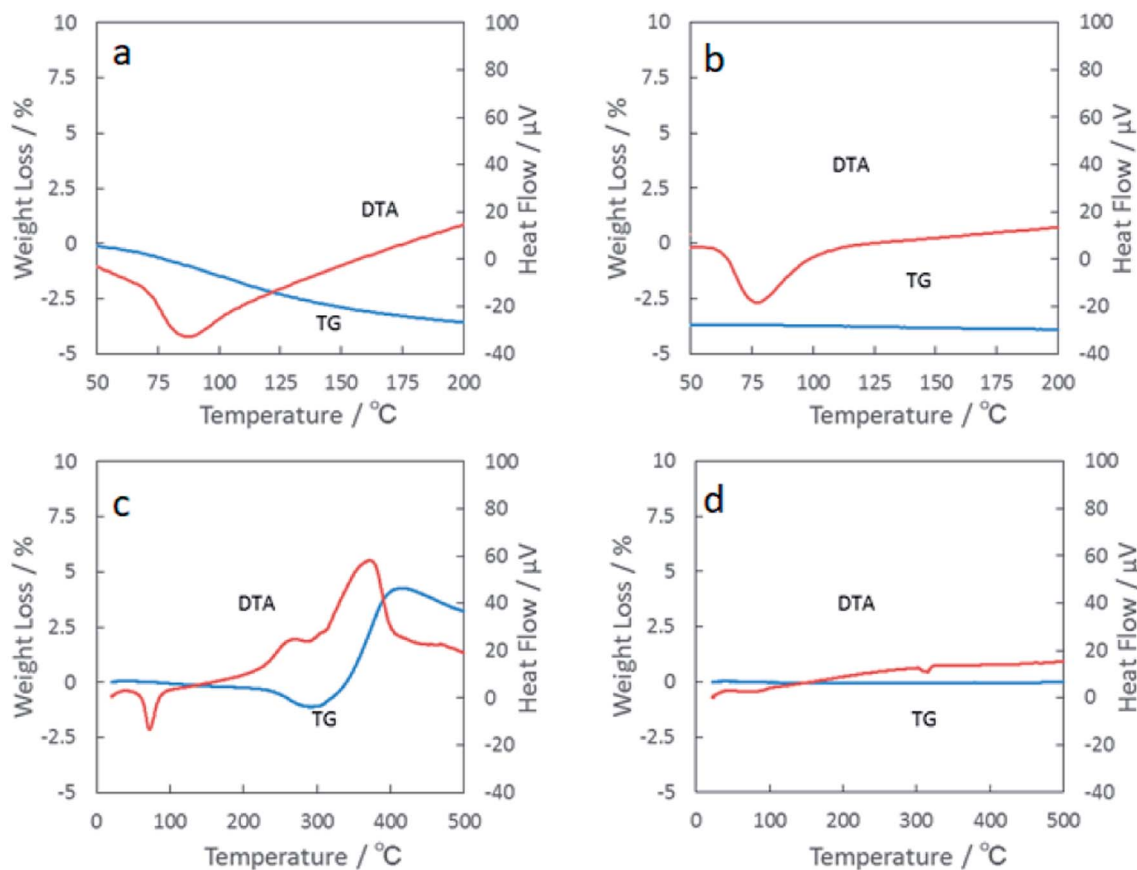 a
10
7.5
5
2.5
0
-2.5
-5
Weight Loss / %
100
80
60
40
20
0
-20
-40
Heat Flow / µV
DTA
TG
50 75 100 125 150 175 200
Temperature / °C
b
10
7.5
5
2.5
0
-2.5
-5
Weight Loss / %
100
80
60
40
20
0
-20
-40
Heat Flow / µV
DTA
TG
50 75 100 125 150 175 200
Temperature / °C
c
10
7.5
5
2.5
0
-2.5
-5
Weight Loss / %
100
80
60
40
20
0
-20
-40
Heat Flow / µV
DTA
TG
0 100 200 300 400 500
Temperature / °C
d
10
7.5
5
2.5
0
-2.5
-5
Weight Loss / %
100
80
60
40
20
0
-20
-40
Heat Flow / µV
DTA
TG
0 100 200 300 400 500
Temperature / °C